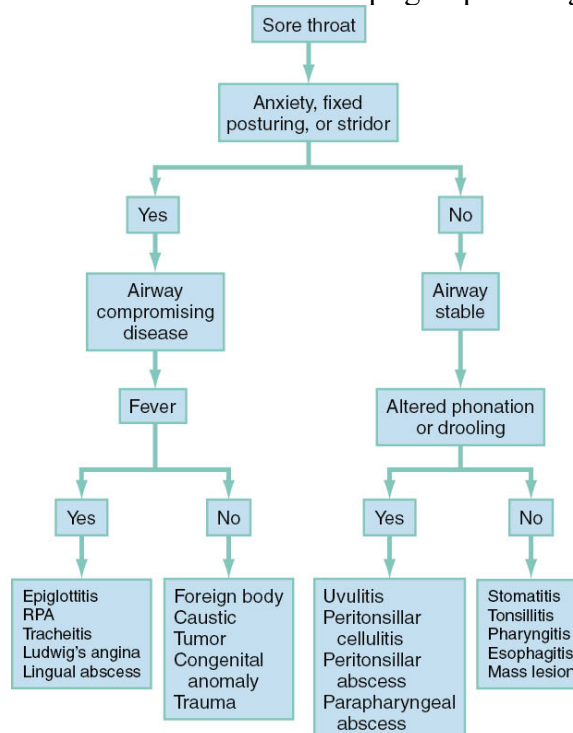 Sore throat
Anxiety, fixed
posturing, or stridor
Yes
No
Airway
compromising
disease
Airway
stable
Fever
Altered phonation
or drooling
Yes
No
Yes
No
Epiglottitis
RPA
Tracheitis
Ludwig's angina
Lingual abscess
Foreign body
Caustic
Tumor
Congenital
anomaly
Trauma
Uvulitis
Peritonsillar
cellulitis
Peritonsillar
abscess
Parapharyngeal
abscess
Stomatitis
Tonsillitis
Pharyngitis
Esophagitis
Mass lesion